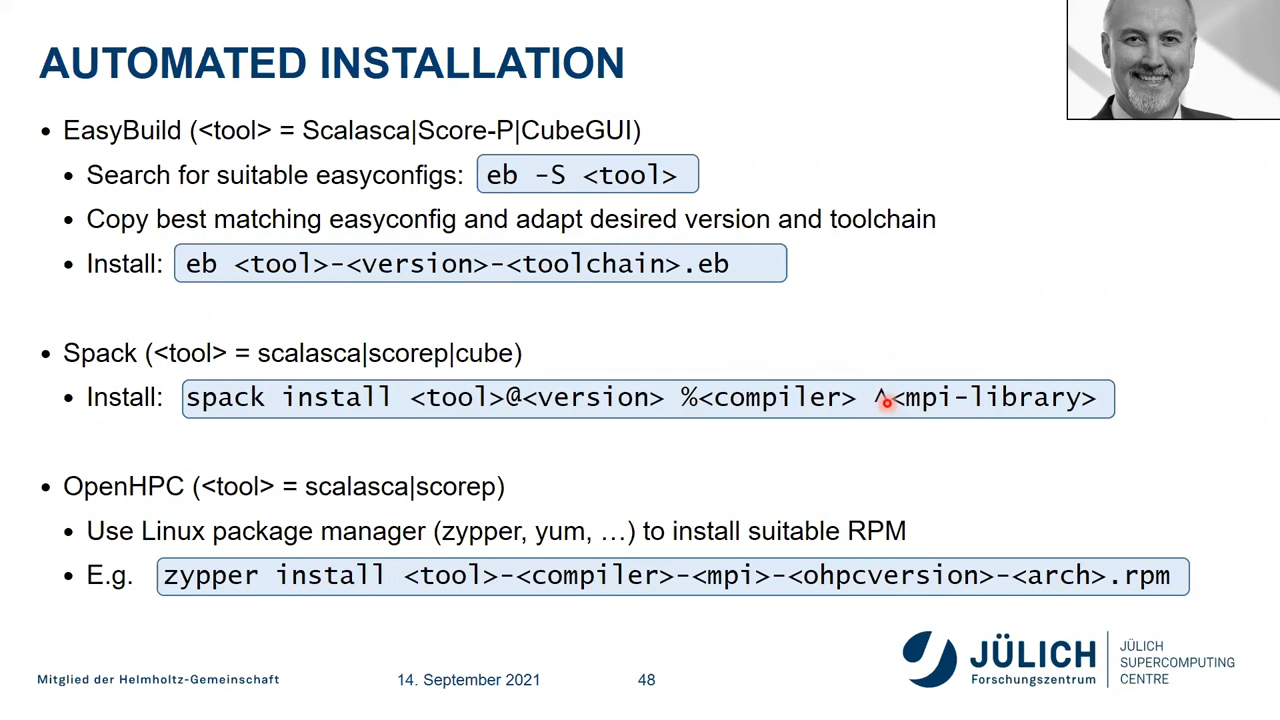 AUTOMATED INSTALLATION
• EasyBuild (<tool> = Scalasca|Score-P|CubeGUI)
• Search for suitable easyconfigs: eb -S <tool>
• Copy best matching easyconfig and adapt desired version and toolchain
• Install: eb <tool>-<version>-<toolchain>.eb
• Spack (<tool> = scalasca|scorep|cube)
• Install: spack install <tool>@<version> %<compiler> ^<mpi-library>
• OpenHPC (<tool> = scalasca|scorep)
• Use Linux package manager (zypper, yum, …) to install suitable RPM
• E.g. zypper install <tool>-<compiler>-<mpi>-<ohpcversion>-<arch>.rpm
Mitglied der Helmholtz-Gemeinschaft
14. September 2021
48
JÜLICH
Forschungszentrum
JÜLICH
SUPERCOMPUTING
CENTRE